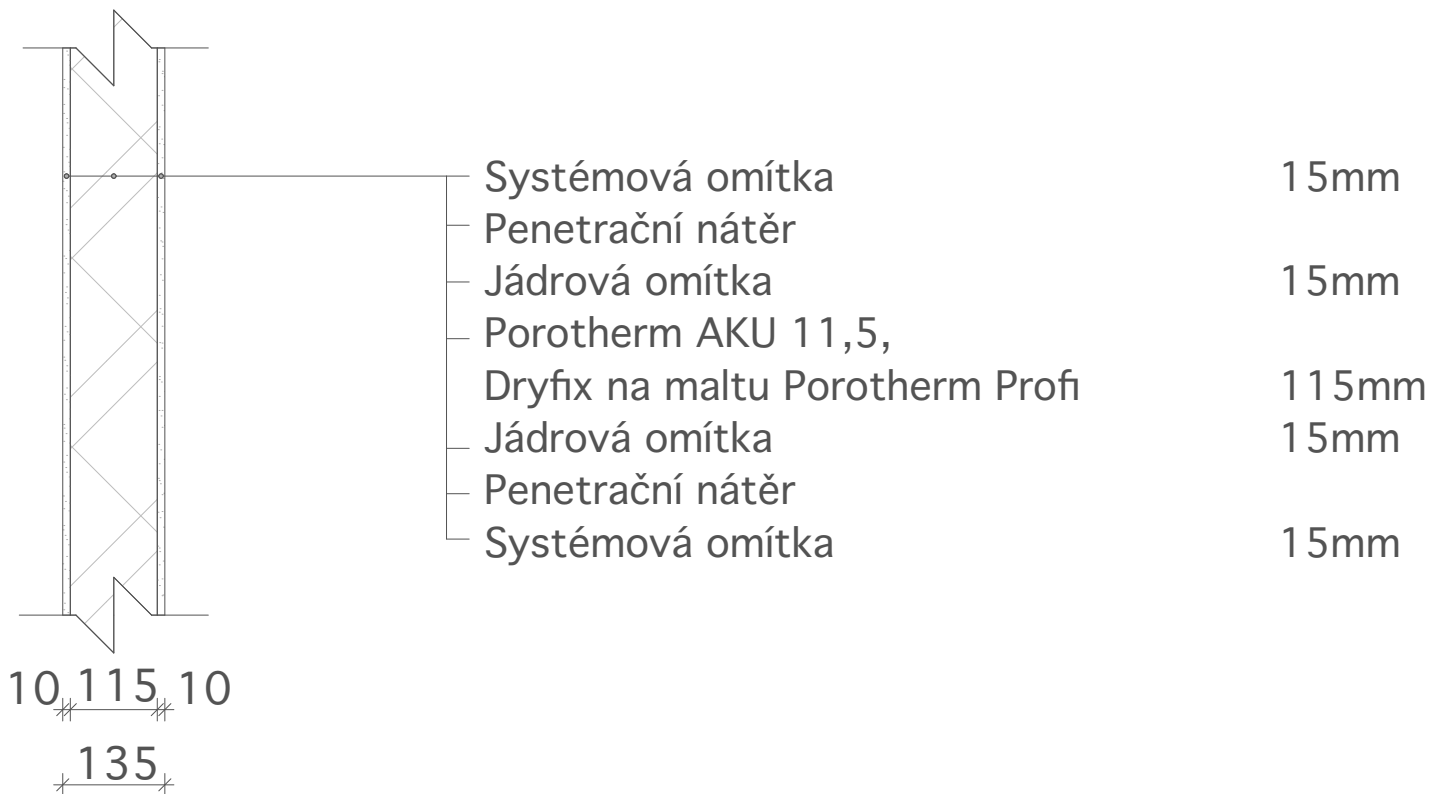 Systémová omítka 15mm
Penetrační nátěr
Jádrová omítka 15mm
Porotherm AKU 11,5,
Dryfix na maltu Porotherm Profi 115mm
Jádrová omítka 15mm
Penetrační nátěr
Systémová omítka 15mm
10 115 10
135